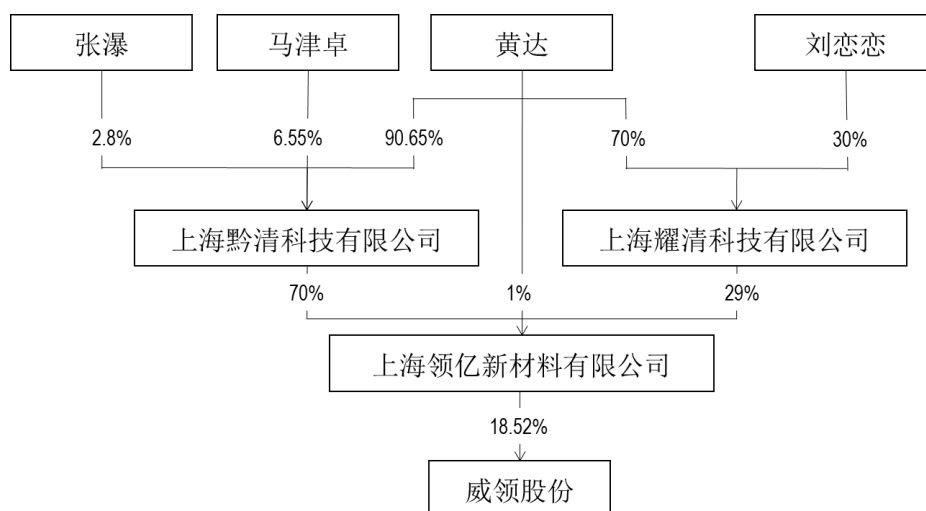 张瀑
马津卓
黄达
刘恋恋
2.8%
6.55%
90.65%
70%
30%
上海黔清科技有限公司
上海耀清科技有限公司
70%
1%
29%
上海领亿新材料有限公司
18.52%
威领股份